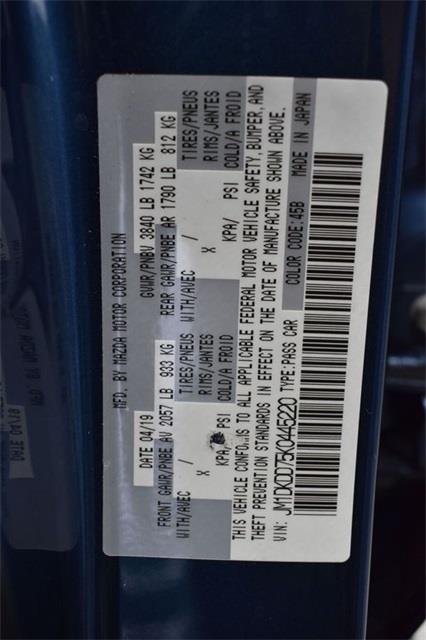 MFD. BY MAZDA MOTOR CORPORATION
DATE 04/19 GVWR/PNBV 3840 LB 1742 KG
FRONT GAWR/PNBE AV 2057 LB 933 KG REAR GAWR/PNBE AR 1790 LB 812 KG
WITH/AVEC TIRES/PNEUS WITH/AVEC TIRES/PNEUS
X RIMS/JANTES X RIMS/JANTES
KPA/ PSI COLD/A FROID KPA/ PSI COLD/A FROID
THIS VEHICLE CONFO IS TO ALL APPLICABLE FEDERAL MOTOR VEHICLE SAFETY, BUMPER, AND
THEFT PREVENTION STANDARDS IN EFFECT ON THE DATE OF MANUFACTURE SHOWN ABOVE.
VIN: JM1DKDD75K0445220 TYPE:PASS CAR COLOR CODE:45B MADE IN JAPAN